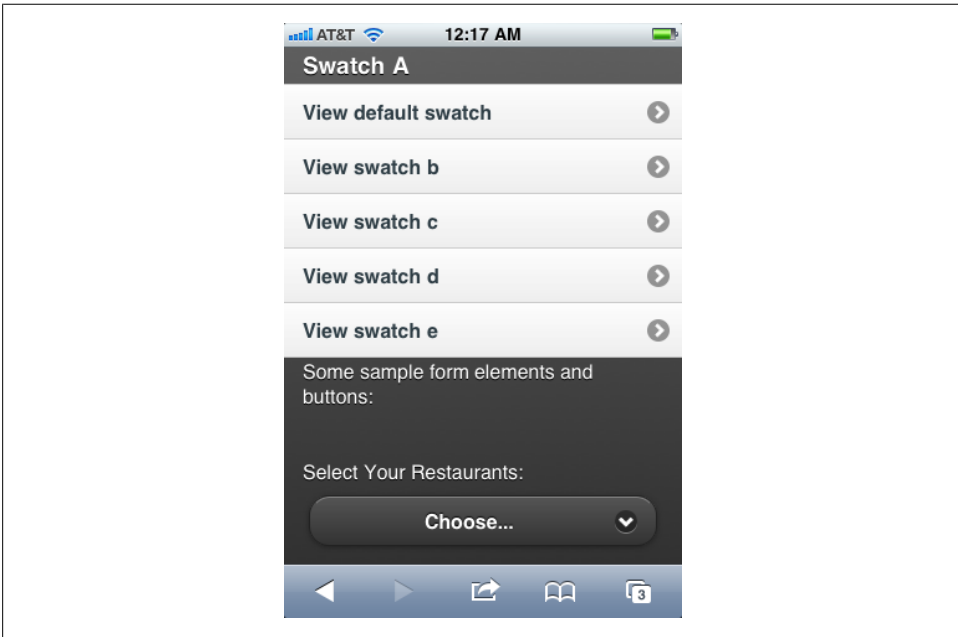 AT&T 12:17 AM
Swatch A
View default swatch
View swatch b
View swatch c
View swatch d
View swatch e
Some sample form elements and
buttons:
Select Your Restaurants:
Choose...
3